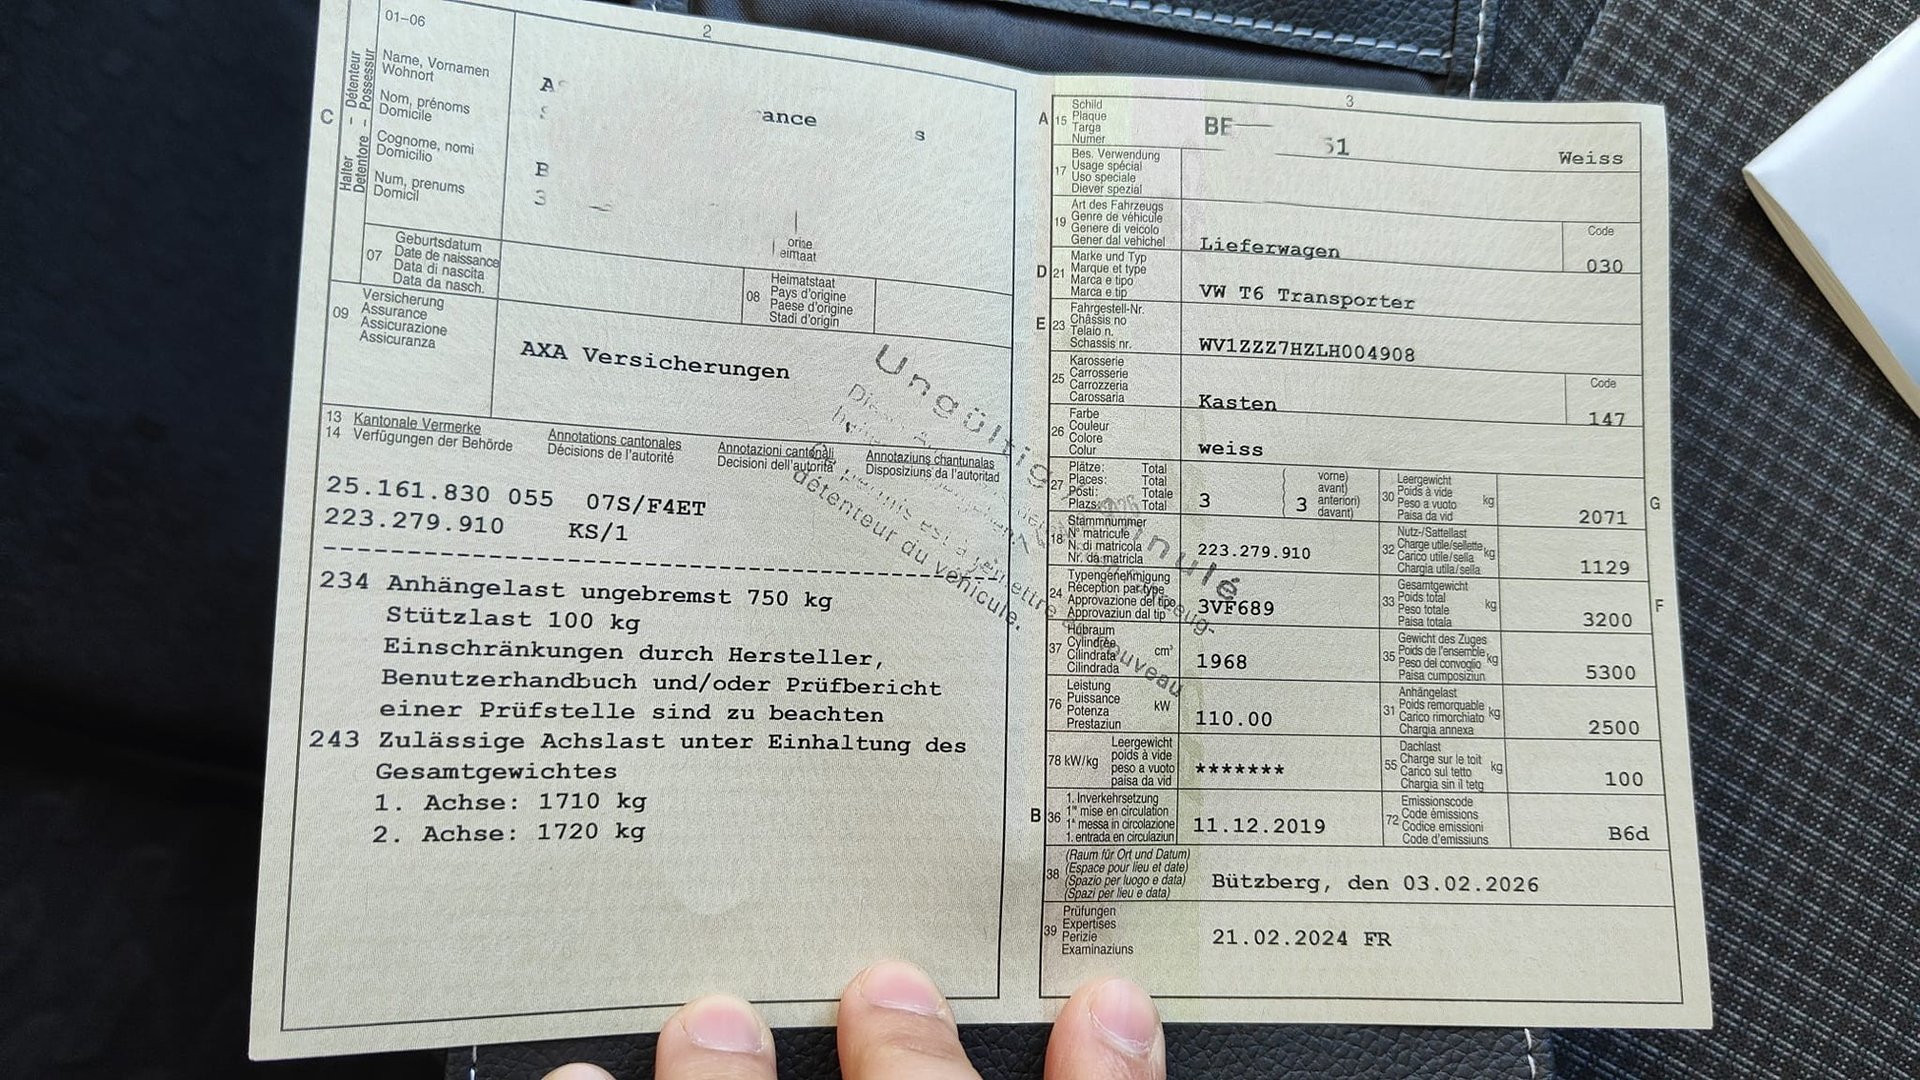 2
01–06
C
Halter – Détenteur
Detentore – Possessur
Name, Vornamen
Wohnort
Nom, prénoms
Domicile
Cognome, nomi
Domicilio
Num, prenums
Domicil
A
ance
s
B
3
07
Geburtsdatum
Date de naissance
Data di nascita
Data da nasch.
08
Heimatstaat
Pays d'origine
Paese d'origine
Stadi d'origin
09
Versicherung
Assurance
Assicurazione
Assicuranza
AXA Versicherungen
13 Kantonale Vermerke
14 Verfügungen der Behörde
Annotations cantonales
Décisions de l'autorité
Annotazioni cantonali
Decisioni dell'autorità
Annotaziuns chantunalas
Disposiziuns da l'autoritad
25.161.830 055 07S/F4ET
223.279.910 KS/1
234 Anhängelast ungebremst 750 kg
Stützlast 100 kg
Einschränkungen durch Hersteller,
Benutzerhandbuch und/oder Prüfbericht
einer Prüfstelle sind zu beachten
243 Zulässige Achslast unter Einhaltung des
Gesamtgewichtes
1. Achse: 1710 kg
2. Achse: 1720 kg
Ungültig
détenteur du véhicule.
3
A 15
Schild
Plaque
Targa
Numer
BE 51
Weiss
17
Bes. Verwendung
Usage spécial
Uso speciale
Diever spezial
19
Art des Fahrzeugs
Genre de véhicule
Genere di veicolo
Gener dal vehichel
Lieferwagen
Code
030
D 21
Marke und Typ
Marque et type
Marca e tipo
Marca e tip
VW T6 Transporter
E 23
Fahrgestell-Nr.
Châssis no
Telaio n.
Schassis nr.
WV1ZZZ7HZLH004908
25
Karosserie
Carrosserie
Carrozzeria
Carossaria
Kasten
Code
147
26
Farbe
Couleur
Colore
Colur
weiss
27
Plätze: Total
Places: Total
Posti: Totale
Plazs: Total
3
3
vorne)
avant)
anteriori)
davant)
30
Leergewicht
Poids à vide
Peso a vuoto
Paisa da vid
kg
2071
G
18
Stammnummer
N° matricule
N. di matricola
Nr. da matricla
223.279.910
32
Nutz-/Sattellast
Charge utile/sellette
Carico utile/sella
Chargia utila/sella
kg
1129
24
Typengenehmigung
Réception par type
Approvazione del tipo
Approvaziun dal tip
3VF689
33
Gesamtgewicht
Poids total
Peso totale
Paisa totala
kg
3200
F
37
Hubraum
Cylindrée
Cilindrata
Cilindrada
cm³
1968
35
Gewicht des Zuges
Poids de l'ensemble
Peso del convoglio
Paisa cumposiziun
kg
5300
76
Leistung
Puissance
Potenza
Prestaziun
kW
110.00
31
Anhängelast
Poids remorquable
Carico rimorchiato
Chargia annexa
kg
2500
78 kW/kg
Leergewicht
poids à vide
peso a vuoto
paisa da vid
*******
55
Dachlast
Charge sur le toit
Carico sul tetto
Chargia sin il tetg
kg
100
B 36
1. Inverkehrsetzung
1re mise en circulation
1a messa in circolazione
1. entrada en circulaziun
11.12.2019
72
Emissionscode
Code émissions
Codice emissioni
Code d'emissiuns
B6d
38
(Raum für Ort und Datum)
(Espace pour lieu et date)
(Spazio per luogo e data)
(Spazi per lieu e data)
Bützberg, den 03.02.2026
39
Prüfungen
Expertises
Perizie
Examinaziuns
21.02.2024 FR